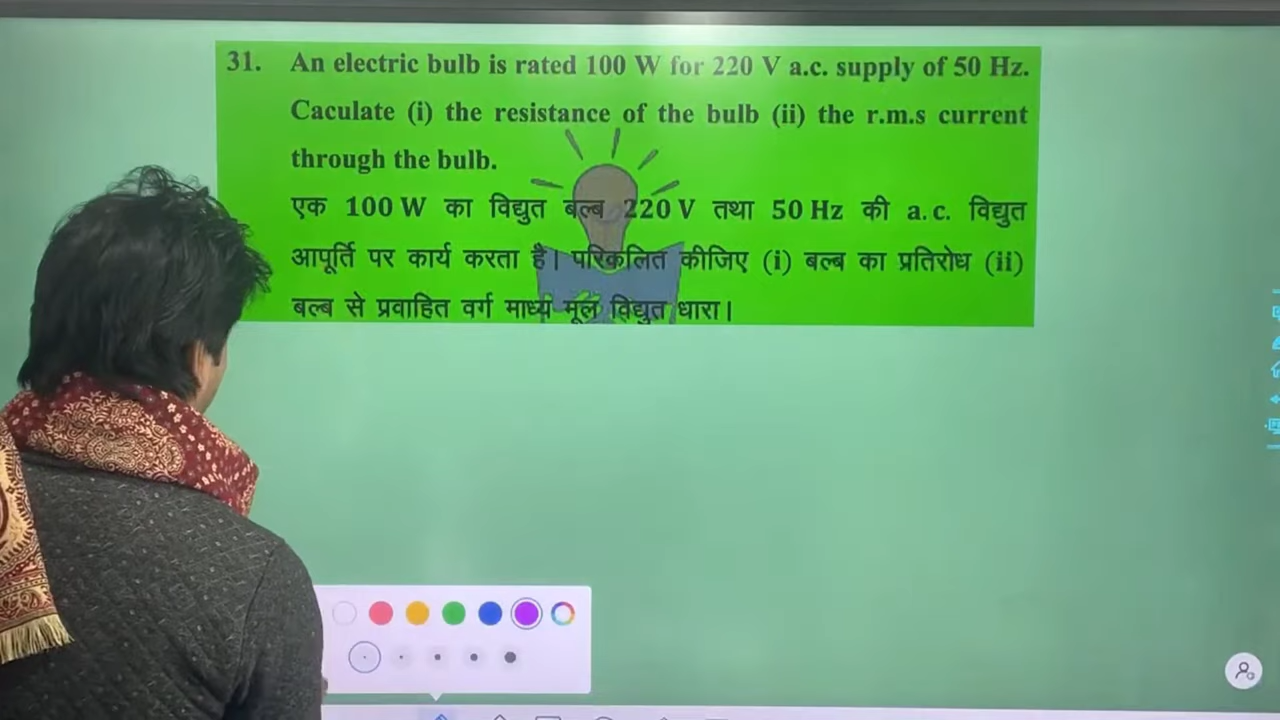 31. An electric bulb is rated 100 W for 220 V a.c. supply of 50 Hz.
Caculate (i) the resistance of the bulb (ii) the r.m.s current
through the bulb.
एक 100 W का विद्युत बल्ब 220 V तथा 50 Hz की a.c. विद्युत
आपूर्ति पर कार्य करता है। परिकलित कीजिए (i) बल्ब का प्रतिरोध (ii)
बल्ब से प्रवाहित वर्ग माध्य मूल विद्युत धारा।